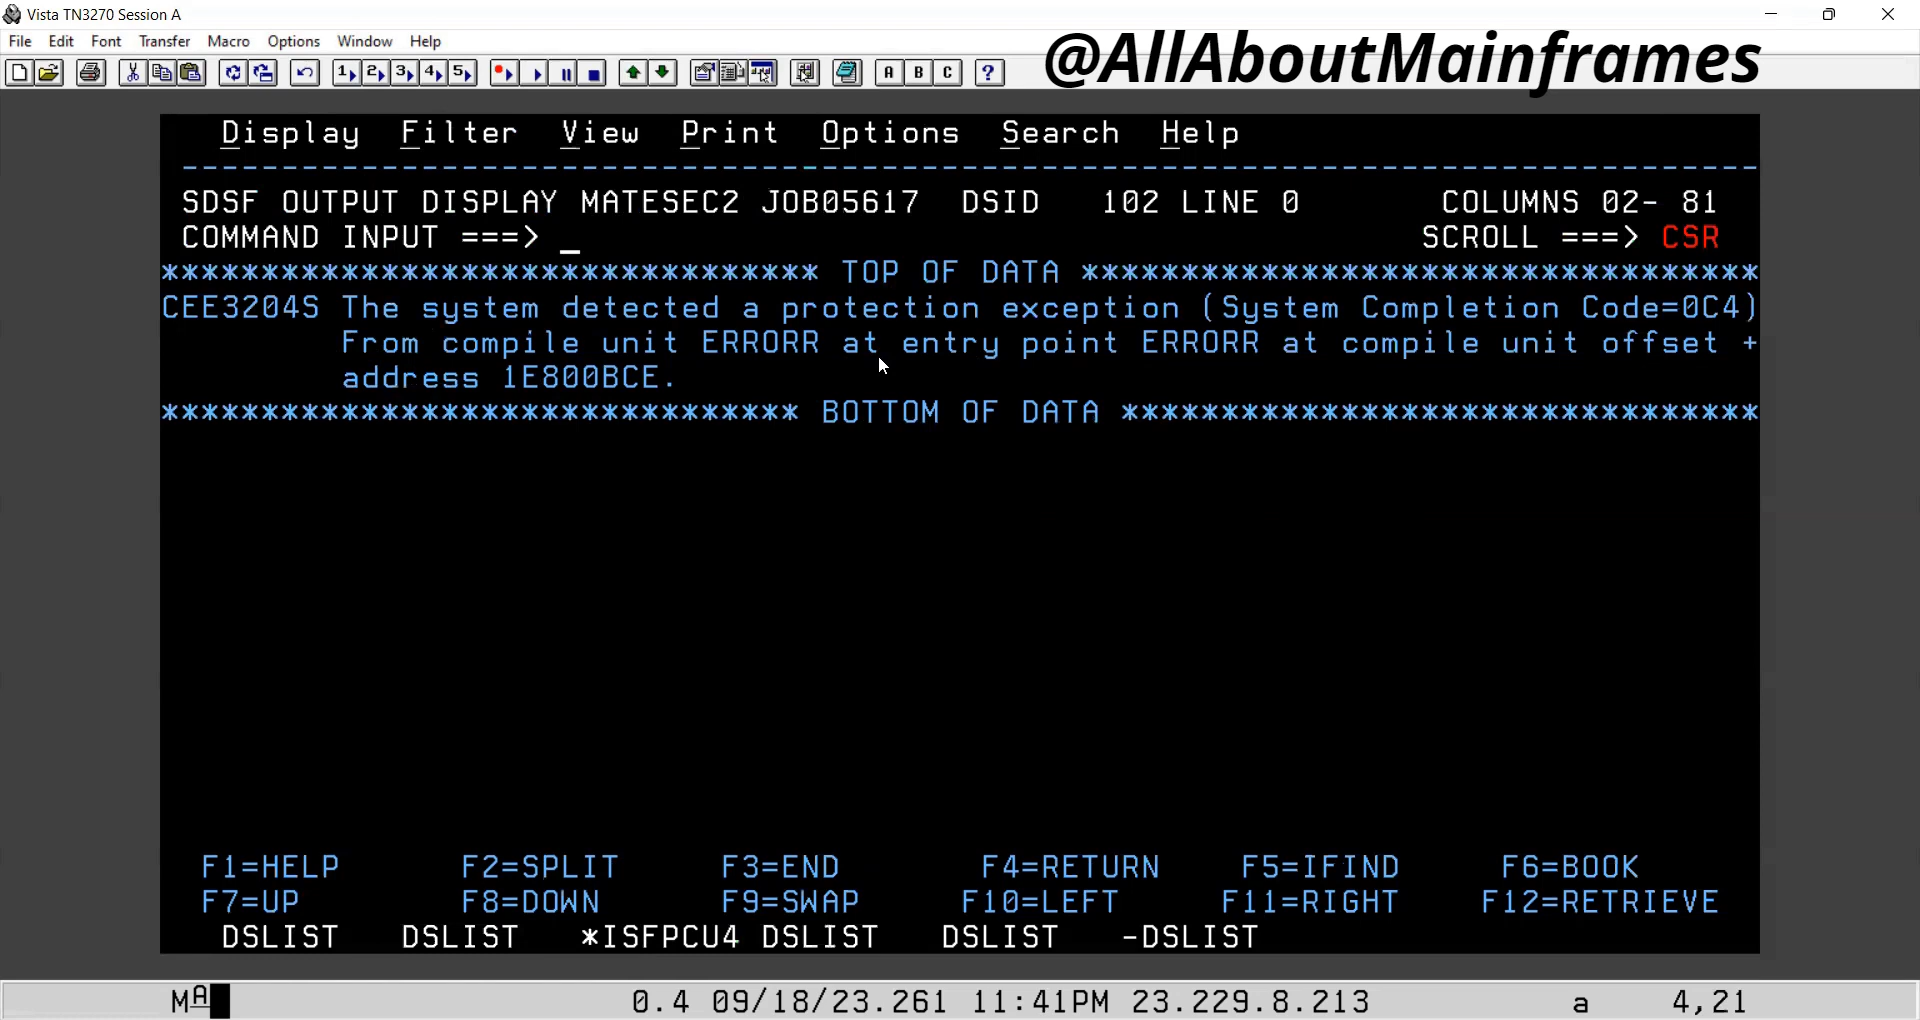 Vista TN3270 Session A
File Edit Font Transfer Macro Options Window Help
@AllAboutMainframes
1 2 3 4 5 A B C ?
Display Filter View Print Options Search Help
SDSF OUTPUT DISPLAY MATESEC2 JOB05617 DSID 102 LINE 0 COLUMNS 02- 81
COMMAND INPUT ===> _ SCROLL ===> CSR
********************************* TOP OF DATA **********************************
CEE3204S The system detected a protection exception (System Completion Code=0C4)
From compile unit ERRORR at entry point ERRORR at compile unit offset +
address 1E800BCE.
******************************** BOTTOM OF DATA ********************************
F1=HELP F2=SPLIT F3=END F4=RETURN F5=IFIND F6=BOOK
F7=UP F8=DOWN F9=SWAP F10=LEFT F11=RIGHT F12=RETRIEVE
DSLIST DSLIST *ISFPCU4 DSLIST DSLIST -DSLIST
MA 0.4 09/18/23.261 11:41PM 23.229.8.213 a 4,21